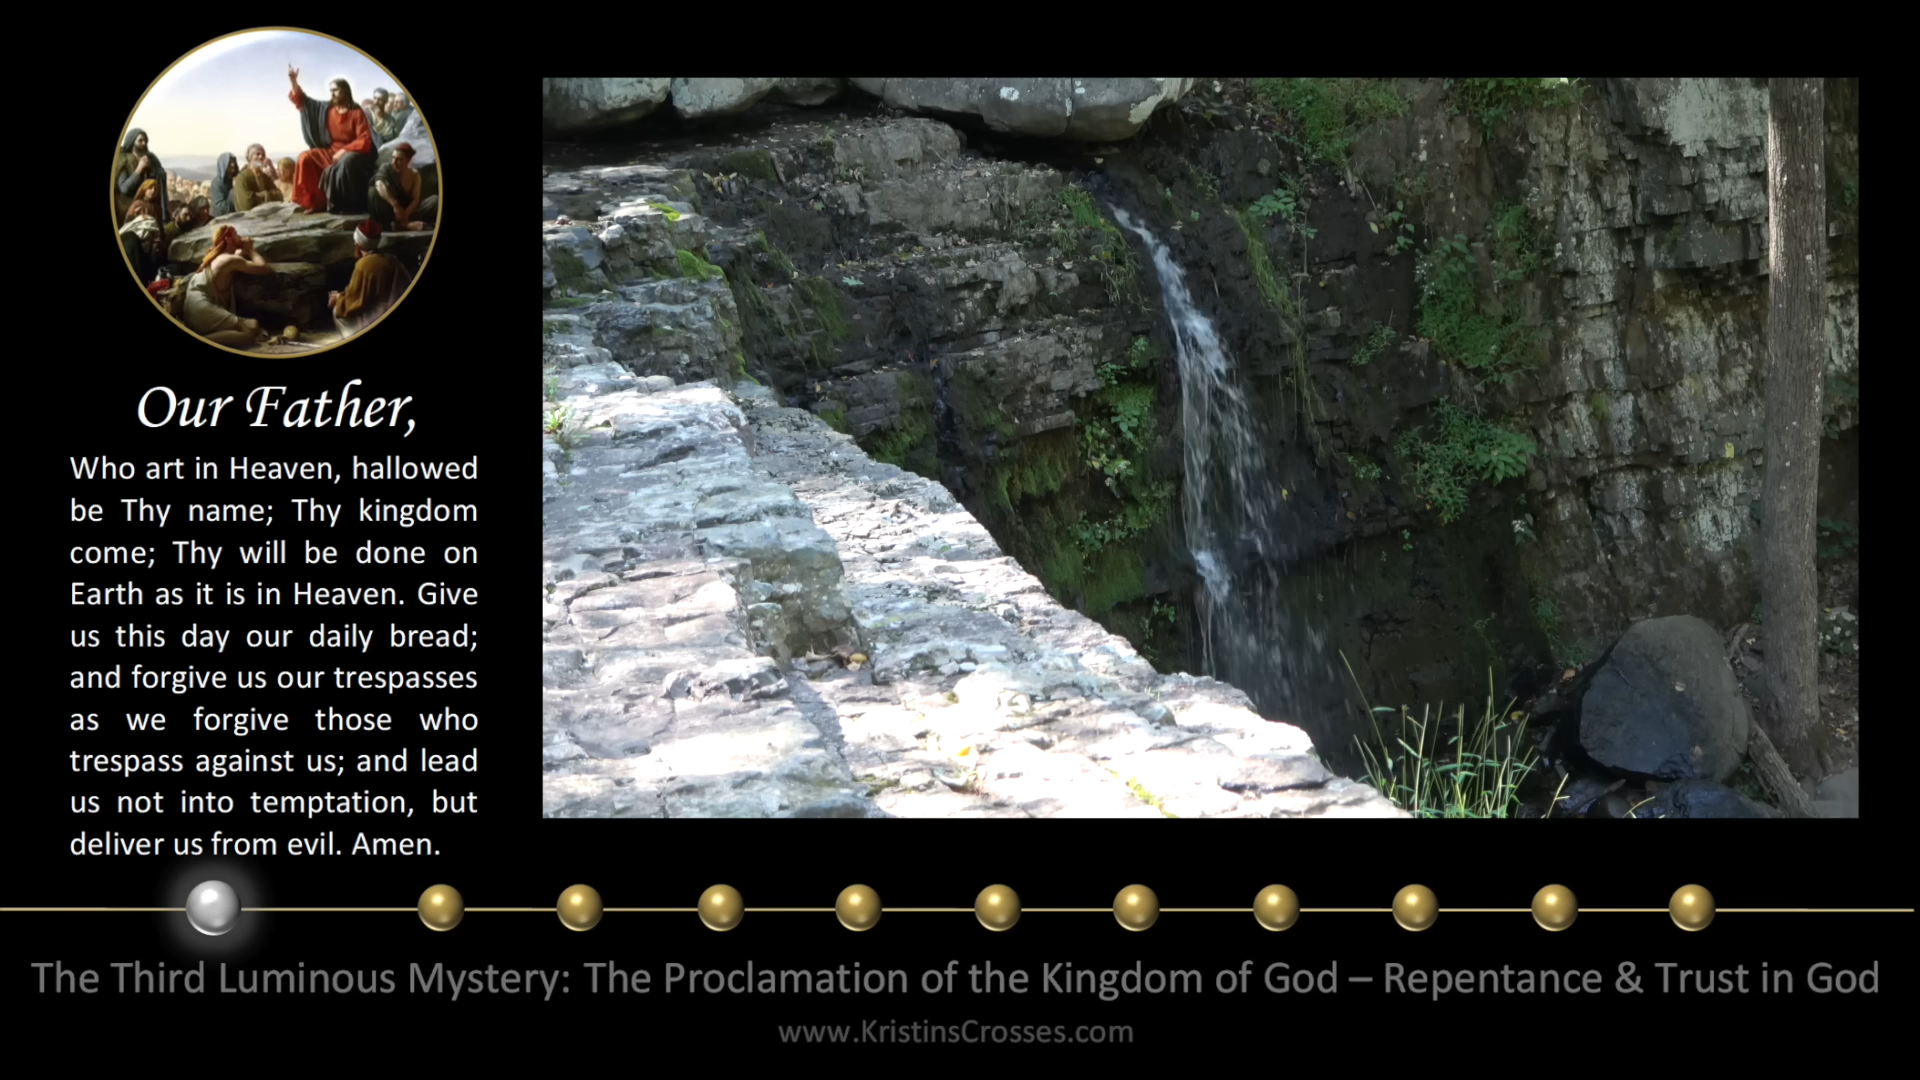 Our Father,
Who art in Heaven, hallowed
be Thy name; Thy kingdom
come; Thy will be done on
Earth as it is in Heaven. Give
us this day our daily bread;
and forgive us our trespasses
as we forgive those who
trespass against us; and lead
us not into temptation, but
deliver us from evil. Amen.
The Third Luminous Mystery: The Proclamation of the Kingdom of God – Repentance & Trust in God
www.KristinsCrosses.com